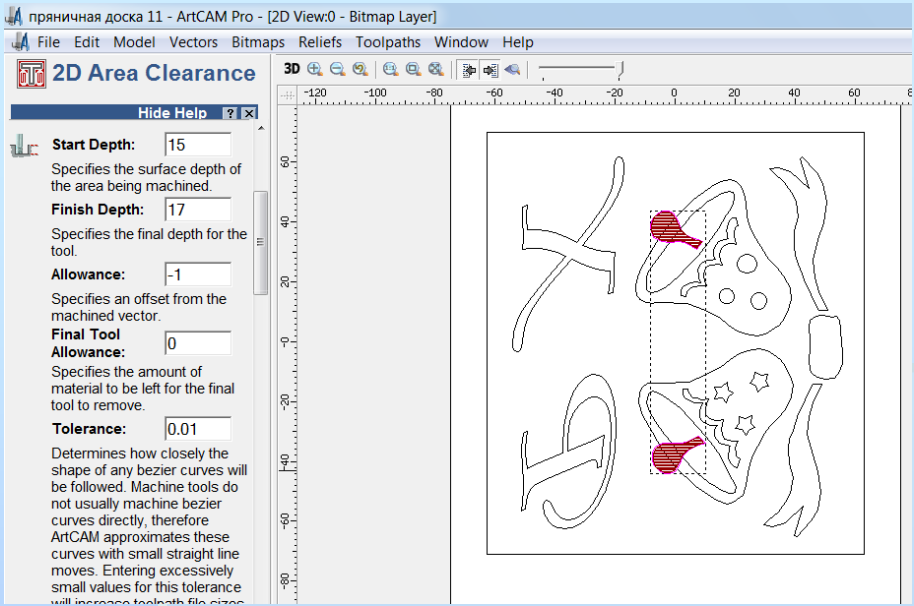 пряничная доска 11 - ArtCAM Pro - [2D View:0 - Bitmap Layer]
File Edit Model Vectors Bitmaps Reliefs Toolpaths Window Help
2D Area Clearance
3D
Hide Help ? X
-120 -100 -80 -60 -40 -20 0 20 40 60 8
60
40
20
-0
-20
-40
-60
-80
Start Depth: 15
Specifies the surface depth of
the area being machined.
Finish Depth: 17
Specifies the final depth for the
tool.
Allowance: -1
Specifies an offset from the
machined vector.
Final Tool
Allowance: 0
Specifies the amount of
material to be left for the final
tool to remove.
Tolerance: 0.01
Determines how closely the
shape of any bezier curves will
be followed. Machine tools do
not usually machine bezier
curves directly, therefore
ArtCAM approximates these
curves with small straight line
moves. Entering excessively
small values for this tolerance
will increase toolpath file sizes